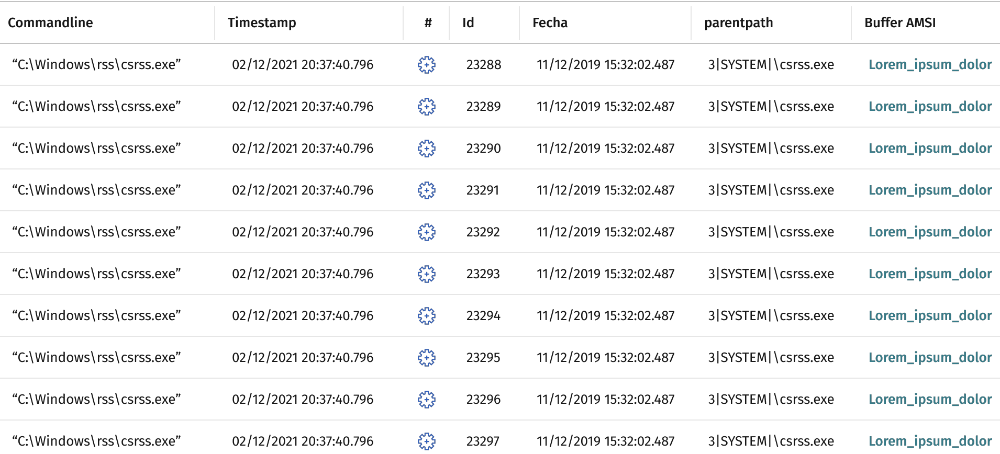 Commandline Timestamp # Id Fecha parentpath Buffer AMSI
“C:\Windows\rss\csrss.exe” 02/12/2021 20:37:40.796 23288 11/12/2019 15:32:02.487 3|SYSTEM|\csrss.exe Lorem_ipsum_dolor
“C:\Windows\rss\csrss.exe” 02/12/2021 20:37:40.796 23289 11/12/2019 15:32:02.487 3|SYSTEM|\csrss.exe Lorem_ipsum_dolor
“C:\Windows\rss\csrss.exe” 02/12/2021 20:37:40.796 23290 11/12/2019 15:32:02.487 3|SYSTEM|\csrss.exe Lorem_ipsum_dolor
“C:\Windows\rss\csrss.exe” 02/12/2021 20:37:40.796 23291 11/12/2019 15:32:02.487 3|SYSTEM|\csrss.exe Lorem_ipsum_dolor
“C:\Windows\rss\csrss.exe” 02/12/2021 20:37:40.796 23292 11/12/2019 15:32:02.487 3|SYSTEM|\csrss.exe Lorem_ipsum_dolor
“C:\Windows\rss\csrss.exe” 02/12/2021 20:37:40.796 23293 11/12/2019 15:32:02.487 3|SYSTEM|\csrss.exe Lorem_ipsum_dolor
“C:\Windows\rss\csrss.exe” 02/12/2021 20:37:40.796 23294 11/12/2019 15:32:02.487 3|SYSTEM|\csrss.exe Lorem_ipsum_dolor
“C:\Windows\rss\csrss.exe” 02/12/2021 20:37:40.796 23295 11/12/2019 15:32:02.487 3|SYSTEM|\csrss.exe Lorem_ipsum_dolor
“C:\Windows\rss\csrss.exe” 02/12/2021 20:37:40.796 23296 11/12/2019 15:32:02.487 3|SYSTEM|\csrss.exe Lorem_ipsum_dolor
“C:\Windows\rss\csrss.exe” 02/12/2021 20:37:40.796 23297 11/12/2019 15:32:02.487 3|SYSTEM|\csrss.exe Lorem_ipsum_dolor